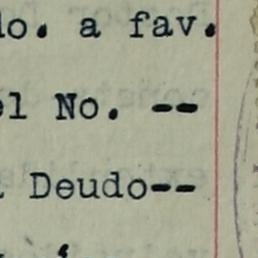 do. a fav.
el No. --
Deudo--